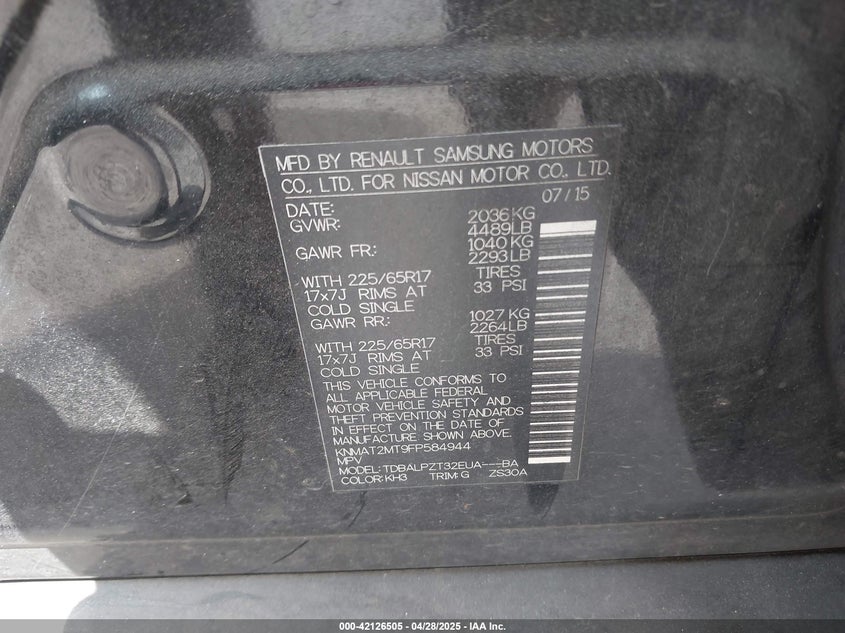 MFD BY RENAULT SAMSUNG MOTORS
CO., LTD. FOR NISSAN MOTOR CO., LTD.
DATE: 07/15
GVWR: 2036KG
4489LB
GAWR FR: 1040KG
2293LB
WITH 225/65R17 TIRES
17x7J RIMS AT 33 PSI
COLD SINGLE
GAWR RR: 1027KG
2264LB
WITH 225/65R17 TIRES
17x7J RIMS AT 33 PSI
COLD SINGLE
THIS VEHICLE CONFORMS TO
ALL APPLICABLE FEDERAL
MOTOR VEHICLE SAFETY AND
THEFT PREVENTION STANDARDS
IN EFFECT ON THE DATE OF
MANUFACTURE SHOWN ABOVE.
KNMAT2MT9FP584944
MPV
MODEL: TDBALPZT32EUA---BA
COLOR: KH3 TRIM: G ZS30A
000-42126505 - 04/28/2025 - IAA Inc.